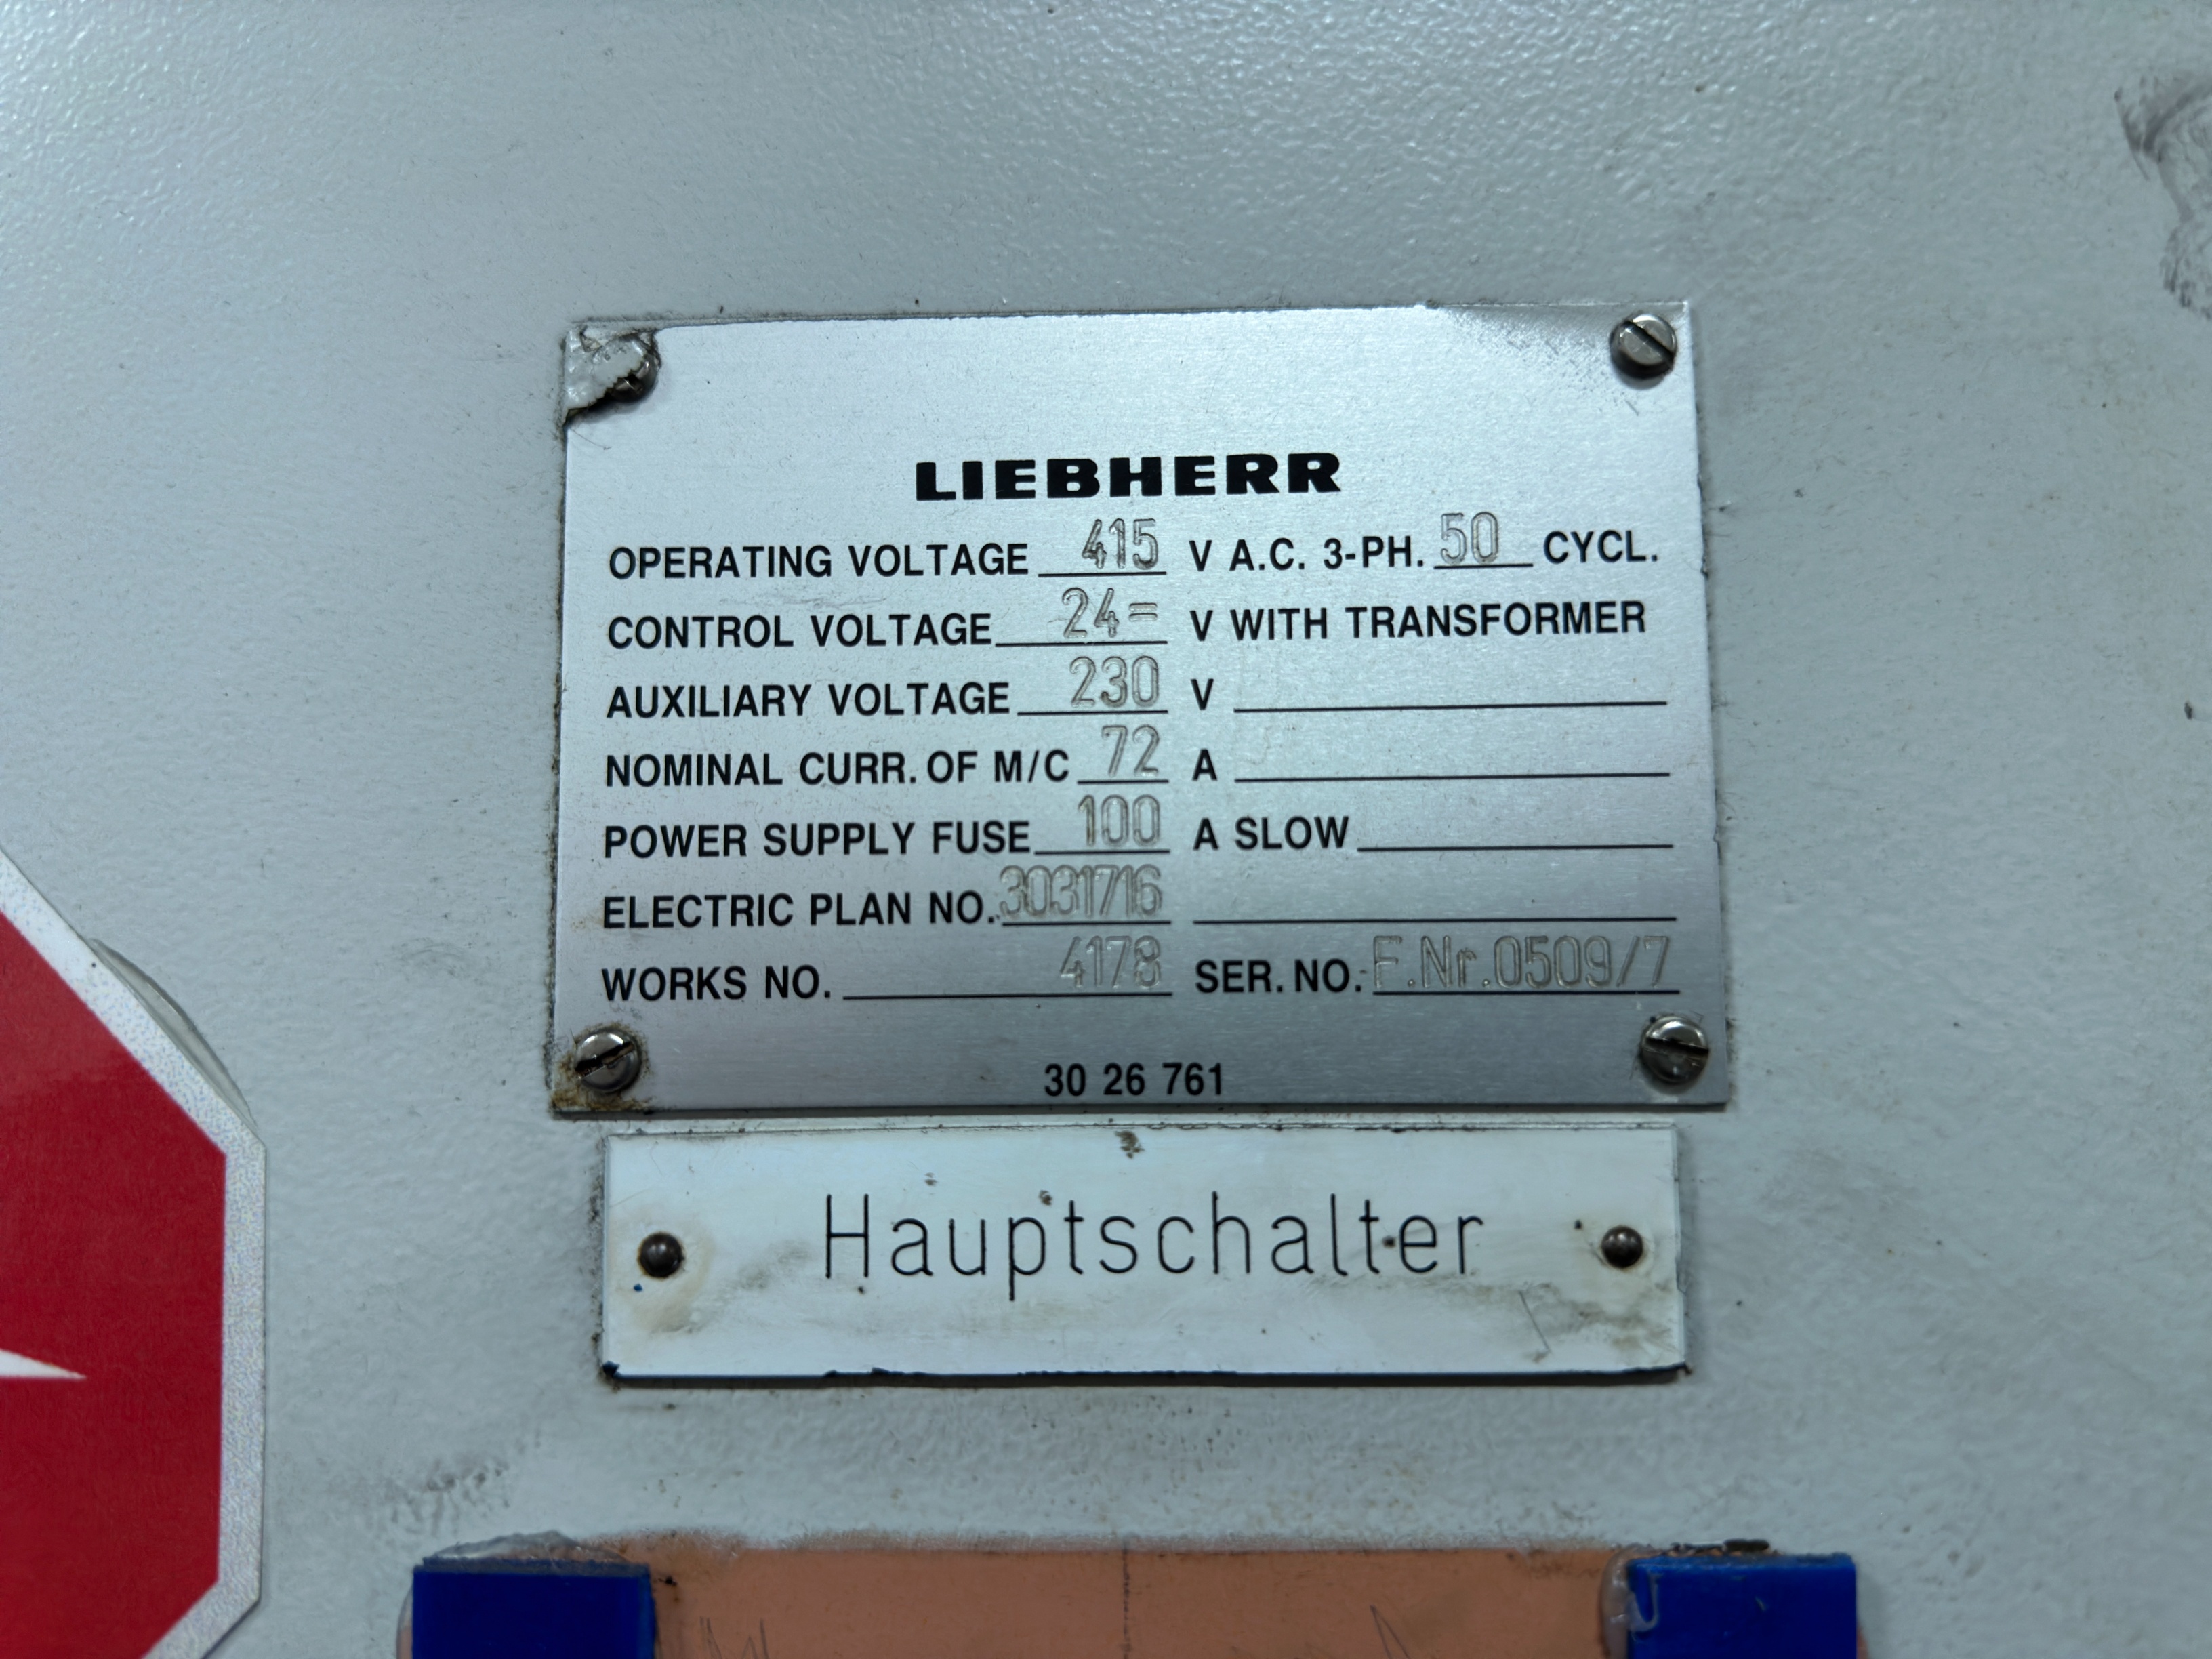 LIEBHERR
OPERATING VOLTAGE 415 V A.C. 3-PH. 50 CYCL.
CONTROL VOLTAGE 24= V WITH TRANSFORMER
AUXILIARY VOLTAGE 230 V
NOMINAL CURR. OF M/C 72 A
POWER SUPPLY FUSE 100 A SLOW
ELECTRIC PLAN NO. 3031716
WORKS NO. 4178 SER. NO. F.Nr.0509/7
30 26 761
Hauptschalter